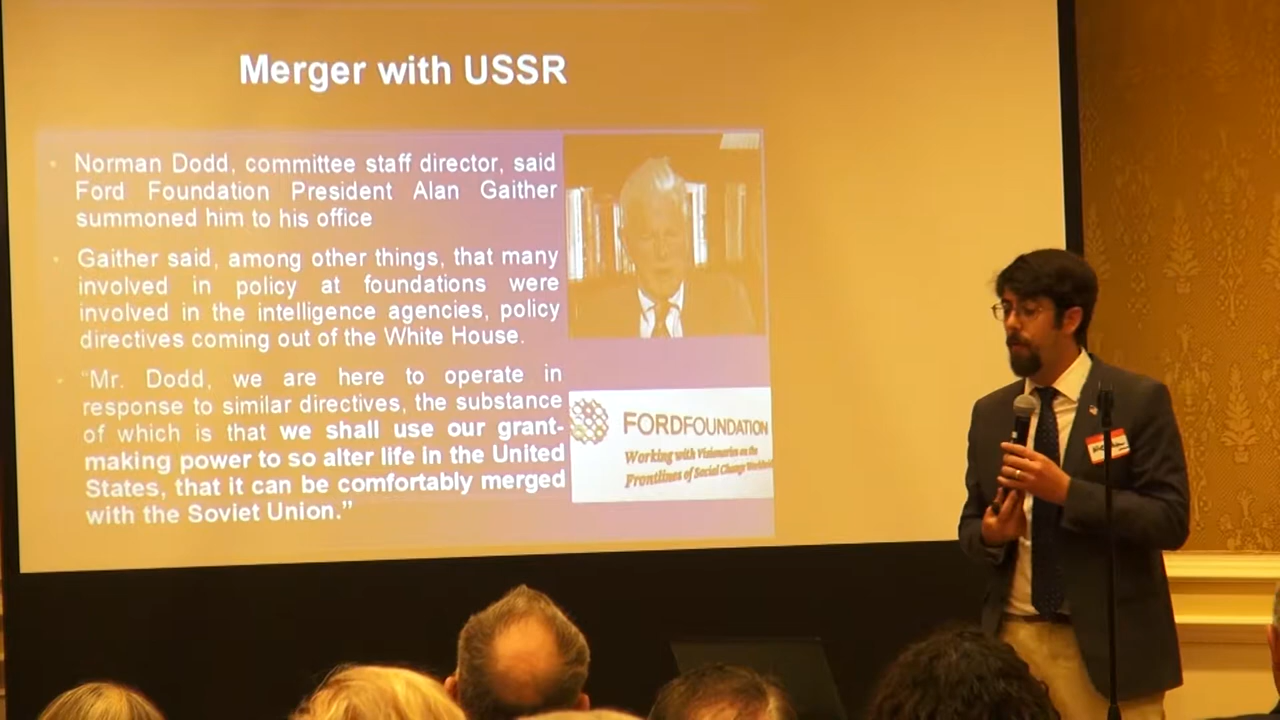 Merger with USSR
• Norman Dodd, committee staff director, said
Ford Foundation President Alan Gaither
summoned him to his office
• Gaither said, among other things, that many
involved in policy at foundations were
involved in the intelligence agencies, policy
directives coming out of the White House.
• “Mr. Dodd, we are here to operate in
response to similar directives, the substance
of which is that we shall use our grant-
making power to so alter life in the United
States, that it can be comfortably merged
with the Soviet Union.”
FORDFOUNDATION
Working with Visionaries on the
Frontlines of Social Change Worldwide